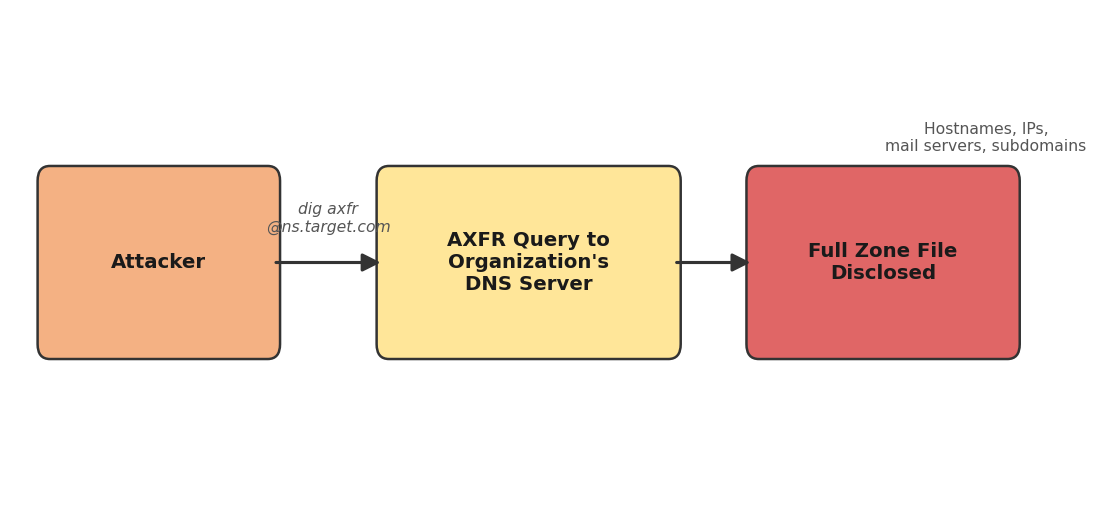 Attacker
dig axfr
@ns.target.com
AXFR Query to
Organization's
DNS Server
Hostnames, IPs,
mail servers, subdomains
Full Zone File
Disclosed